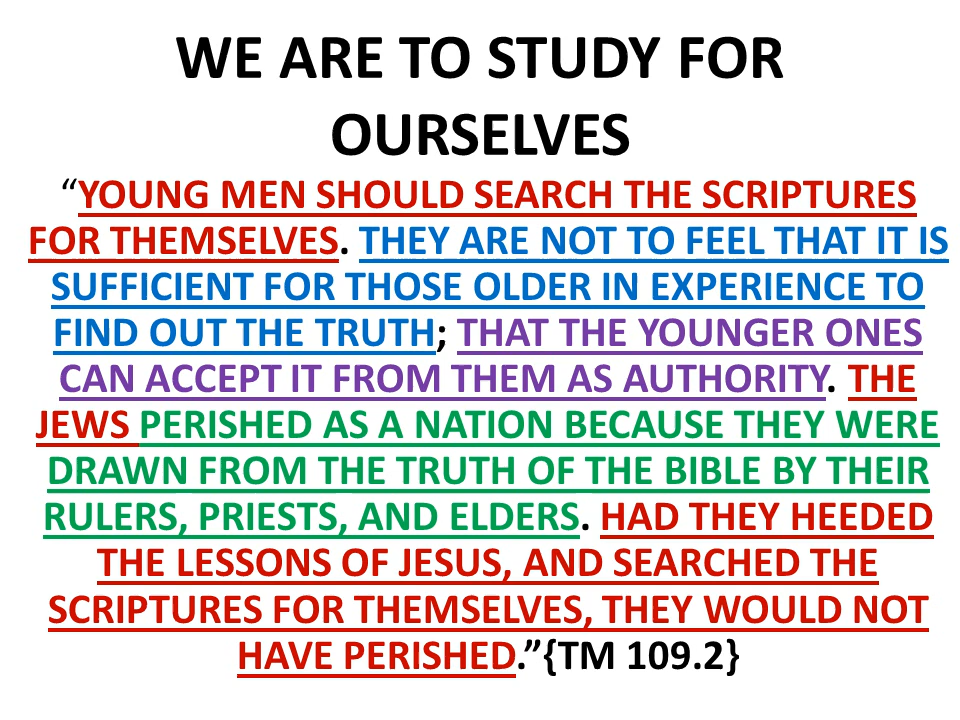 WE ARE TO STUDY FOR
OURSELVES
“YOUNG MEN SHOULD SEARCH THE SCRIPTURES
FOR THEMSELVES. THEY ARE NOT TO FEEL THAT IT IS
SUFFICIENT FOR THOSE OLDER IN EXPERIENCE TO
FIND OUT THE TRUTH; THAT THE YOUNGER ONES
CAN ACCEPT IT FROM THEM AS AUTHORITY. THE
JEWS PERISHED AS A NATION BECAUSE THEY WERE
DRAWN FROM THE TRUTH OF THE BIBLE BY THEIR
RULERS, PRIESTS, AND ELDERS. HAD THEY HEEDED
THE LESSONS OF JESUS, AND SEARCHED THE
SCRIPTURES FOR THEMSELVES, THEY WOULD NOT
HAVE PERISHED.”{TM 109.2}